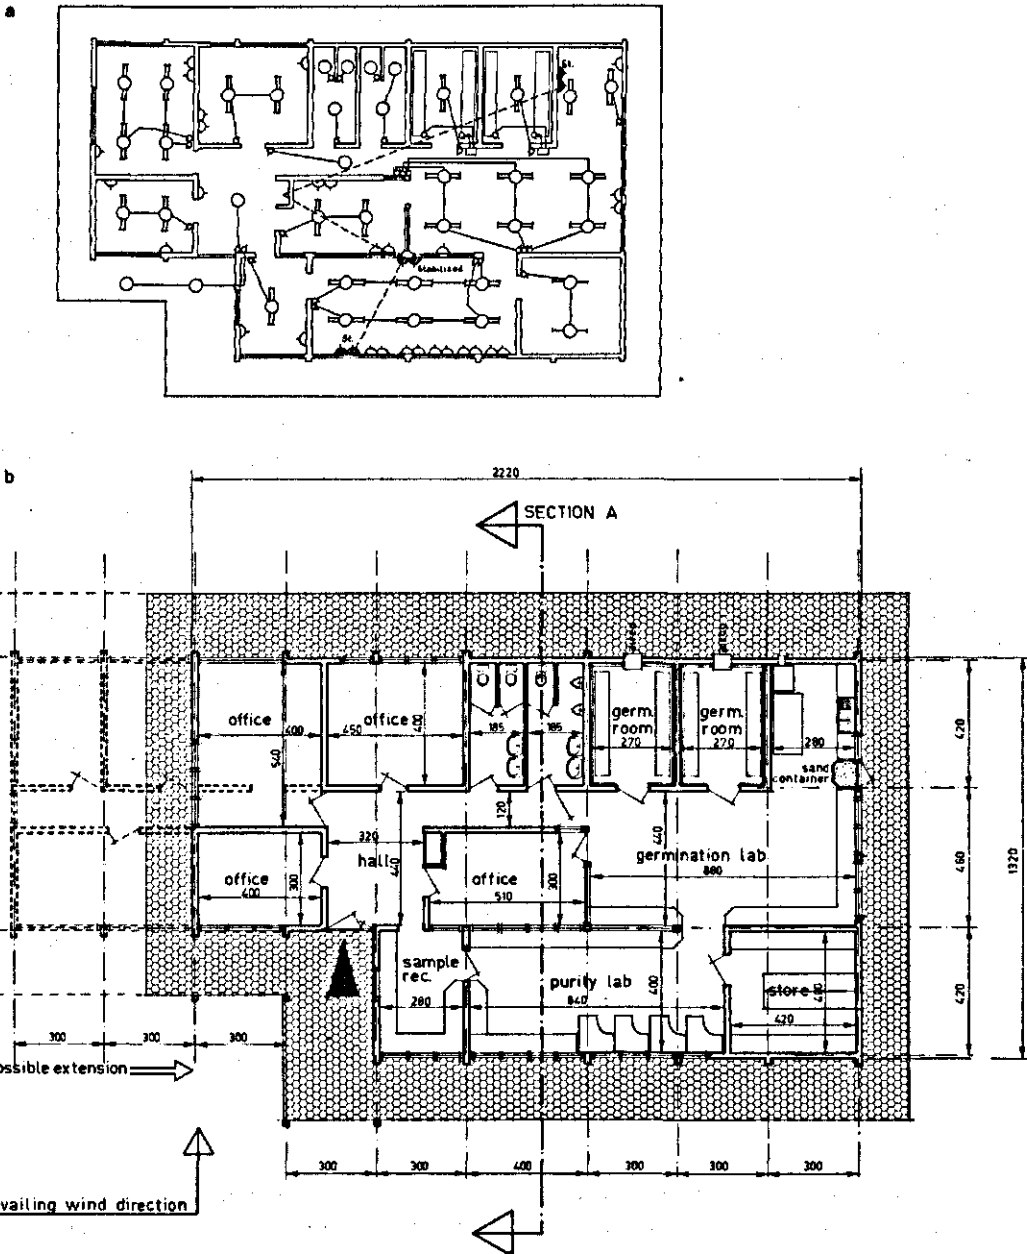 a
St.
Stabilized
St.
b
2220
SECTION A
office
400
540
office
450
400
185
185
germ. room
270
germ. room
270
280
sand container
420
320
hall
440
120
office
400
300
office
510
300
440
germination lab
880
460
1320
sample rec.
280
purity lab
840
400
store
420
420
300
300
300
ossible extension
300
300
400
300
300
300
vailing wind direction